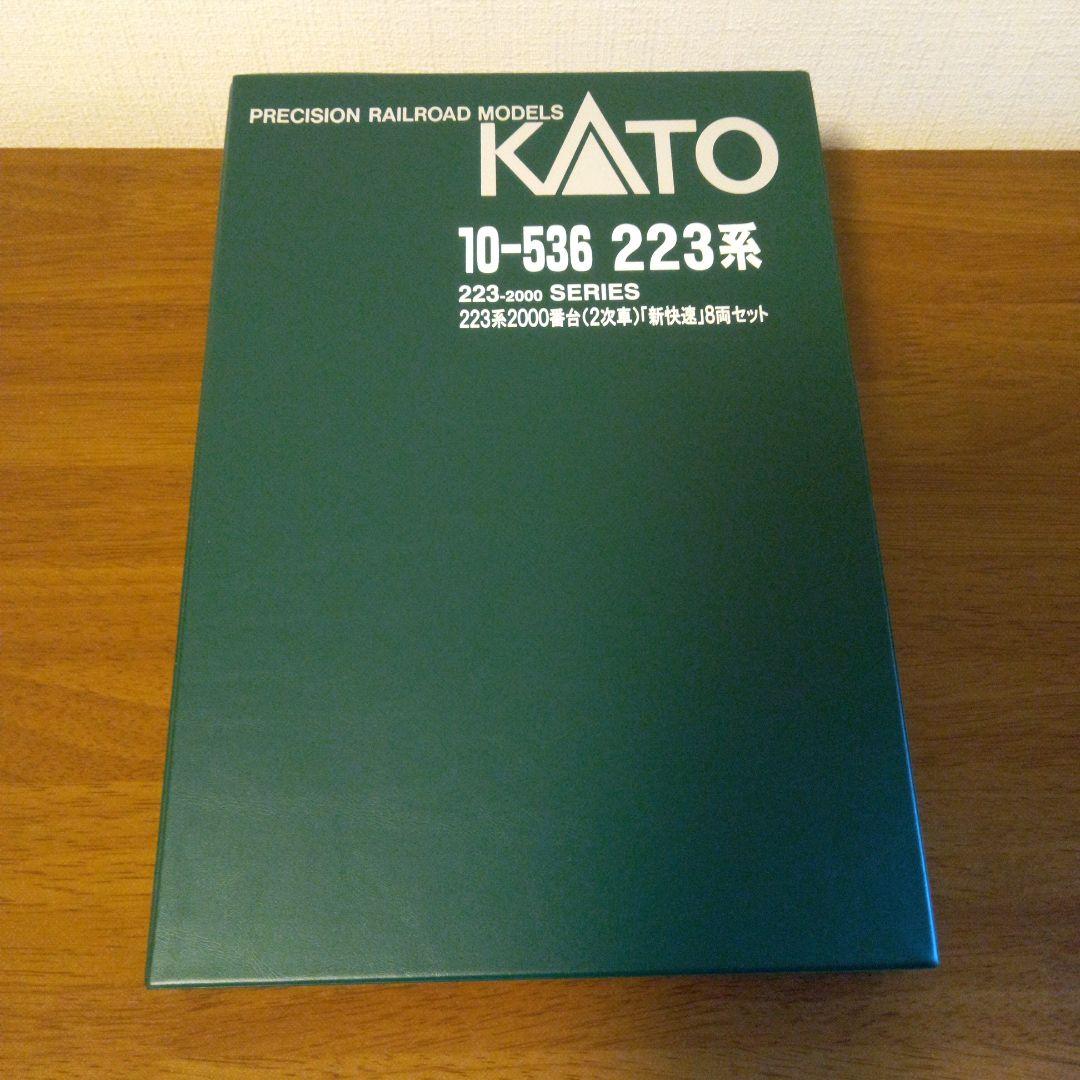 PRECISION RAILROAD MODELS
KATO
10-536 223系
223-2000 SERIES
223系2000番台(2次車)「新快速」8両セット